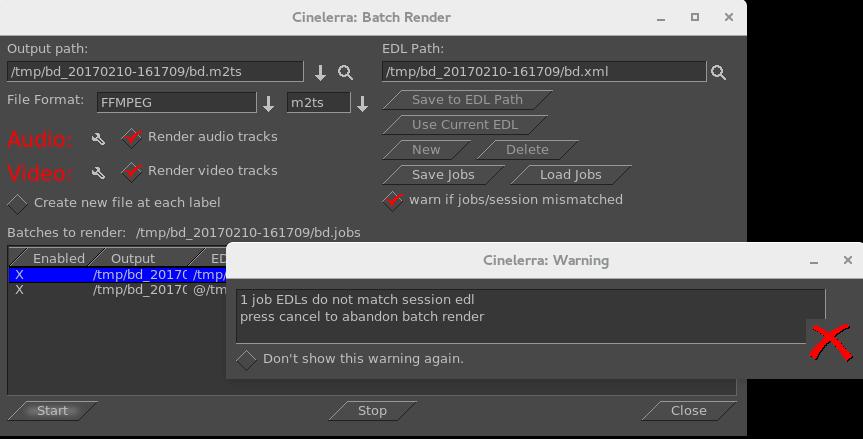 Cinelerra: Batch Render
Output path:
EDL Path:
/tmp/bd_20170210-161709/bd.m2ts
/tmp/bd_20170210-161709/bd.xml
File Format:
FFMPEG
m2ts
Save to EDL Path
Use Current EDL
Audio:
Render audio tracks
New
Delete
Video:
Render video tracks
Save Jobs
Load Jobs
Create new file at each label
warn if jobs/session mismatched
Batches to render: /tmp/bd_20170210-161709/bd.jobs
Enabled
Output
ED
X /tmp/bd_2017 /tmp/
X /tmp/bd_2017 @/tm
Cinelerra: Warning
1 job EDLs do not match session edl
press cancel to abandon batch render
Don't show this warning again.
Start
Stop
Close